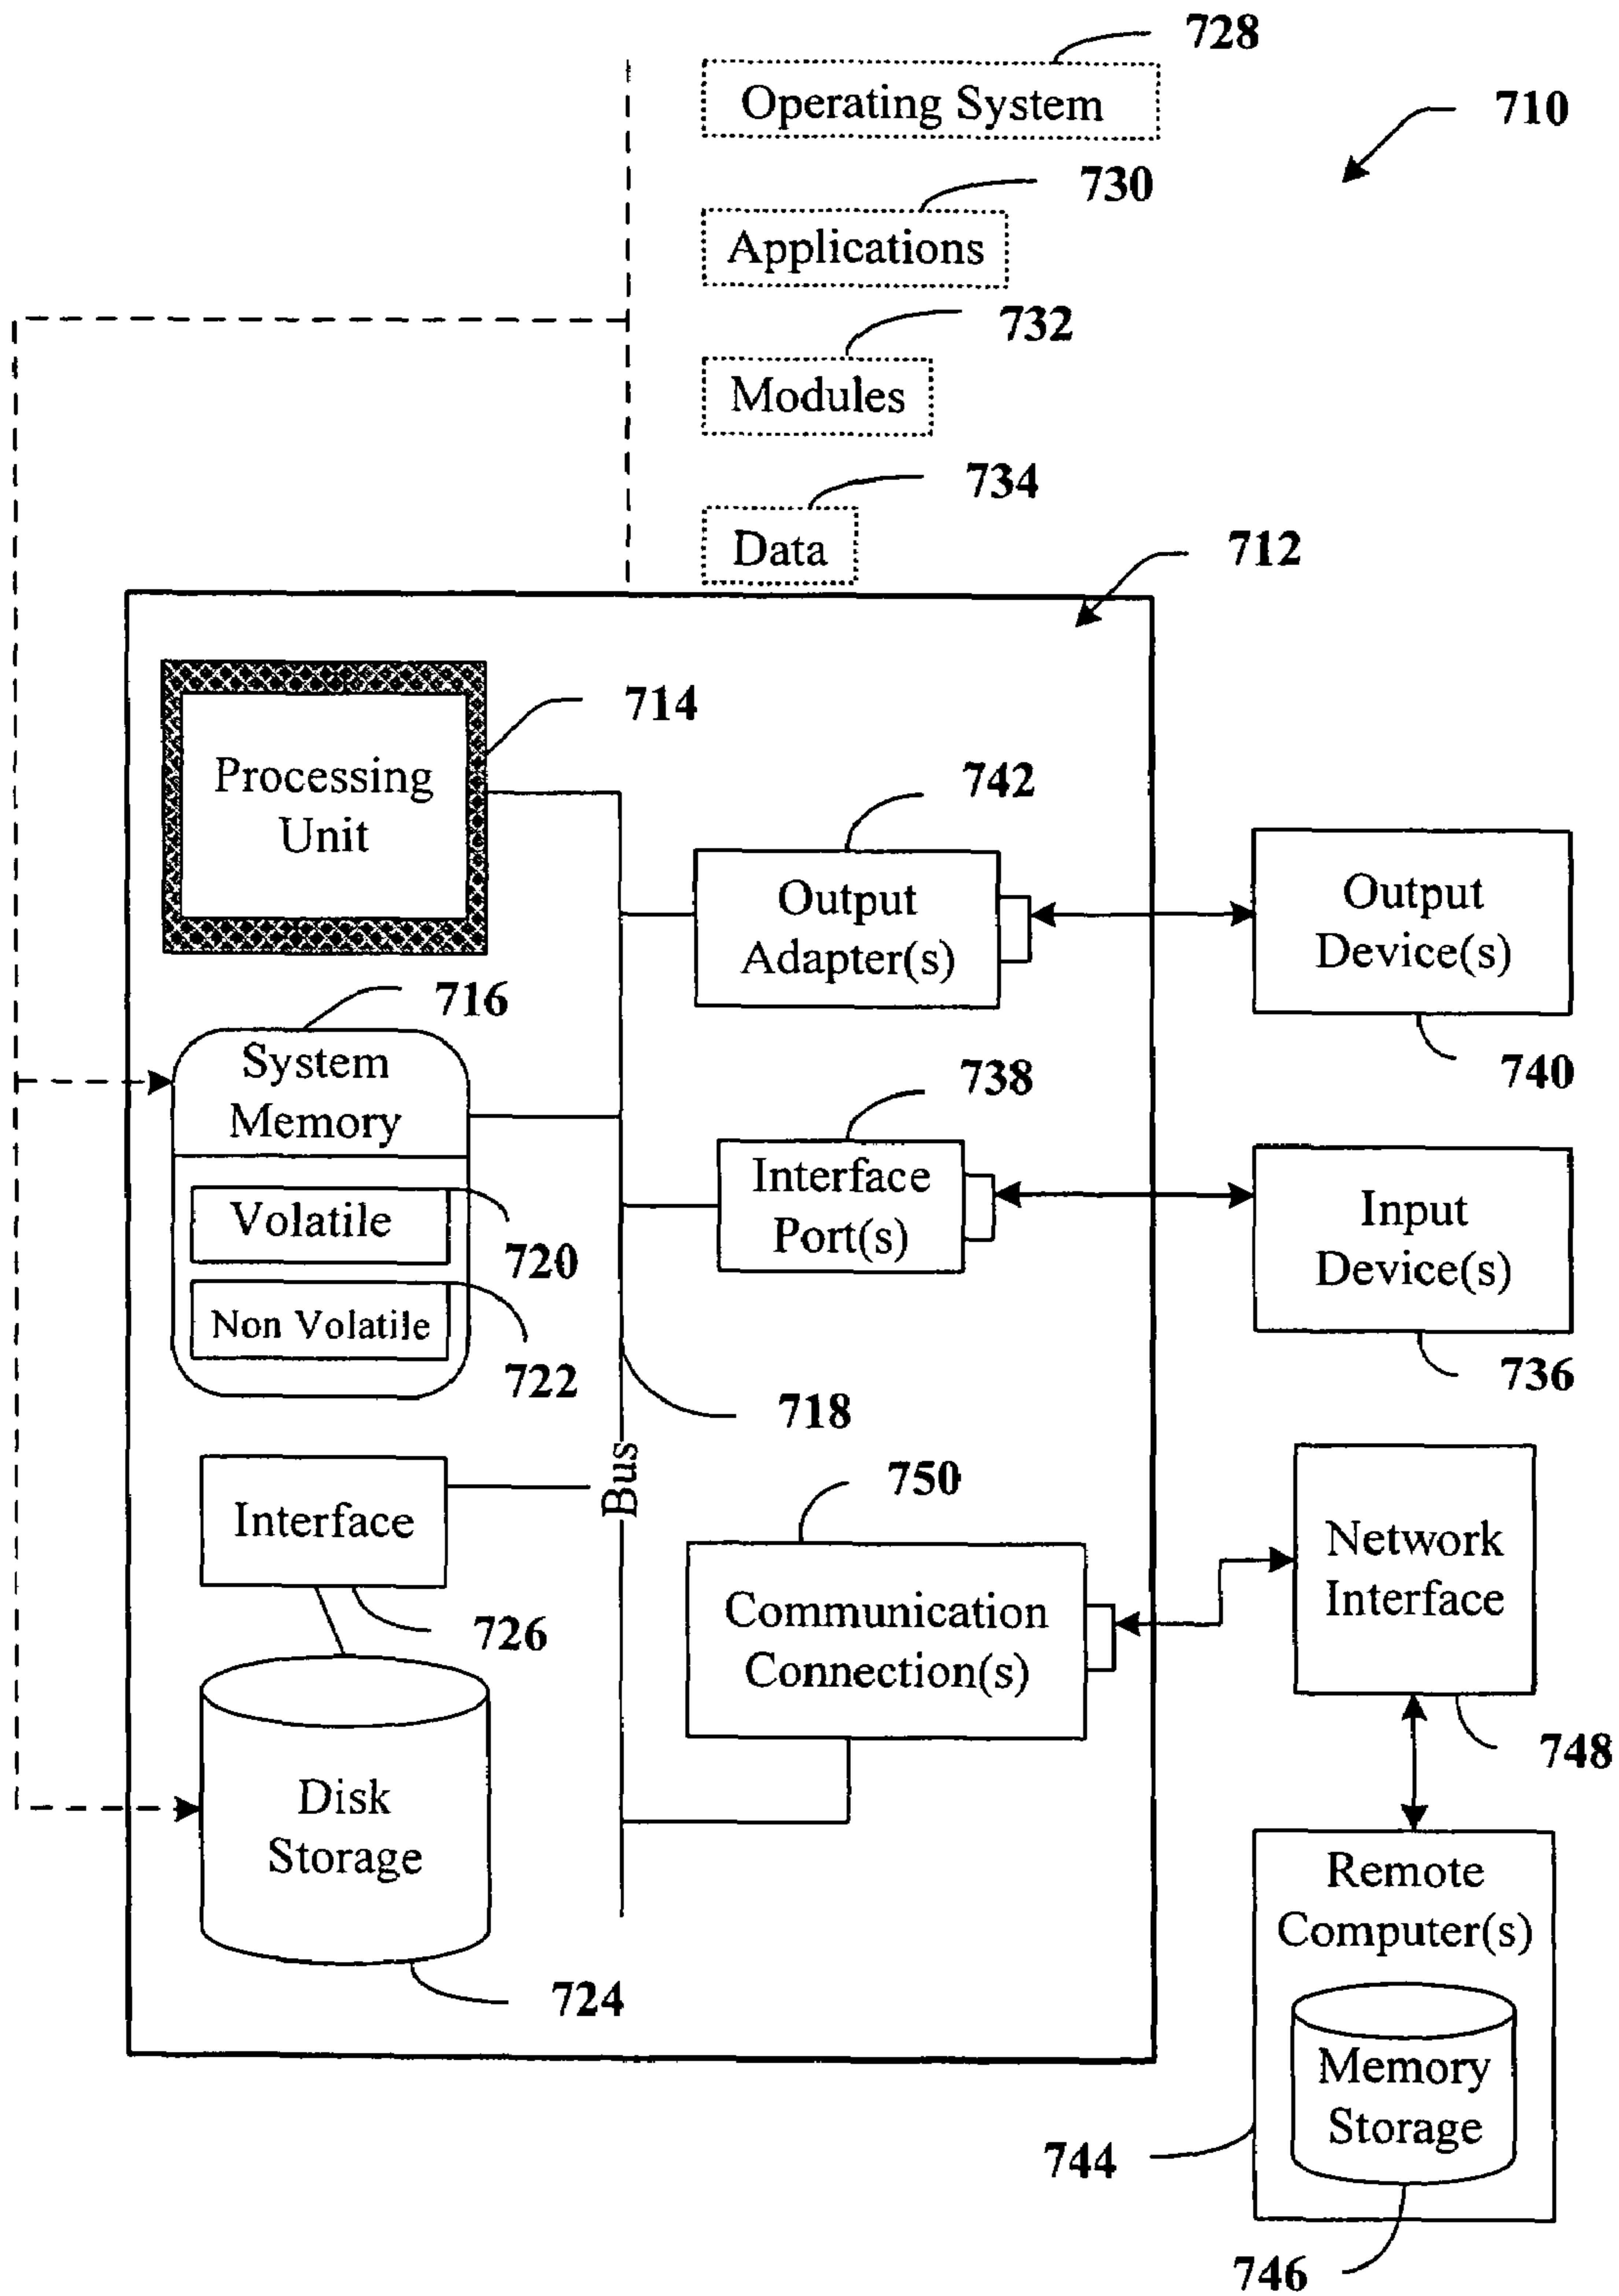 728
Operating System
710
730
Applications
732
Modules
734
Data
712
714
Processing
Unit
742
Output
Adapter(s)
Output
Device(s)
740
716
System
Memory
738
Interface
Port(s)
Input
Device(s)
736
Volatile
720
Non Volatile
722
718
Bus
750
Interface
726
Communication
Connection(s)
Network
Interface
748
Disk
Storage
724
Remote
Computer(s)
Memory
Storage
744
746